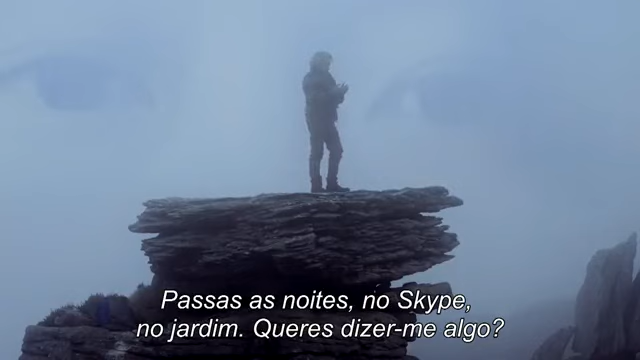 Passas as noites, no Skype,
no jardim. Queres dizer-me algo?